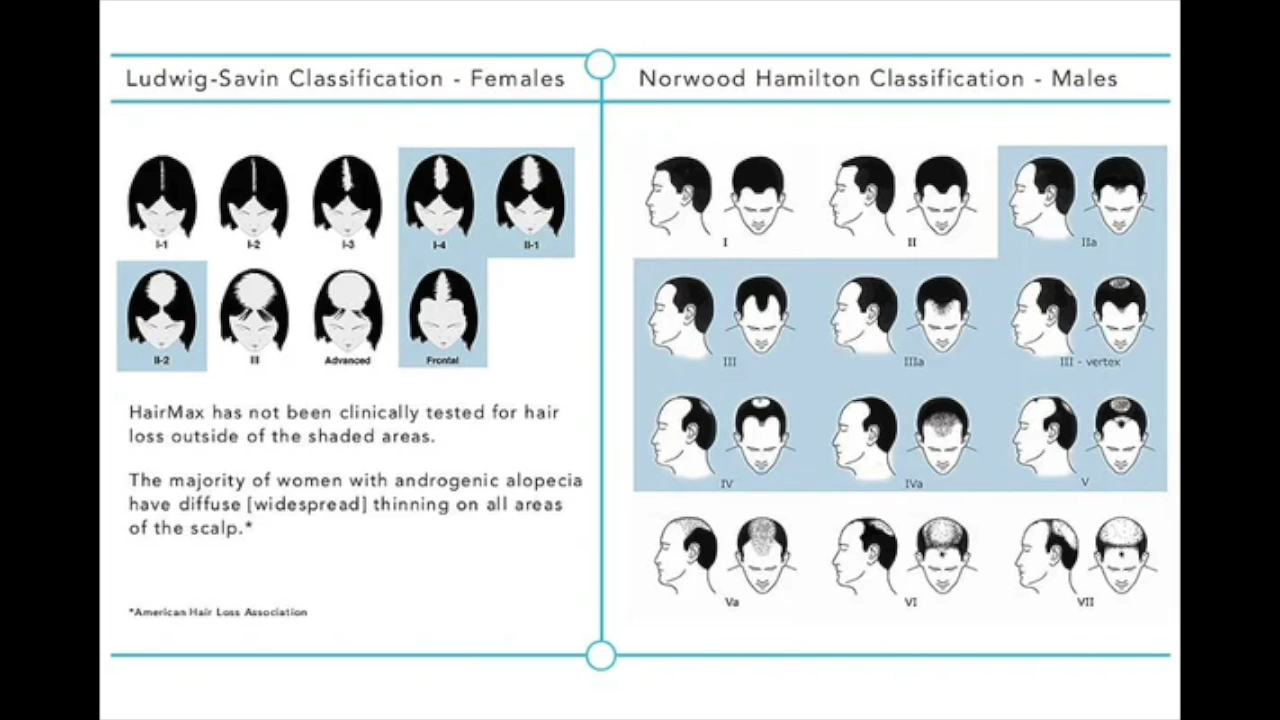 Ludwig-Savin Classification - Females
I-1 I-2 I-3 I-4 II-1
II-2 III Advanced Frontal
HairMax has not been clinically tested for hair
loss outside of the shaded areas.
The majority of women with androgenic alopecia
have diffuse [widespread] thinning on all areas
of the scalp.*
*American Hair Loss Association
Norwood Hamilton Classification - Males
I II IIa
III IIIa III - vertex
IV IVa V
Va VI VII